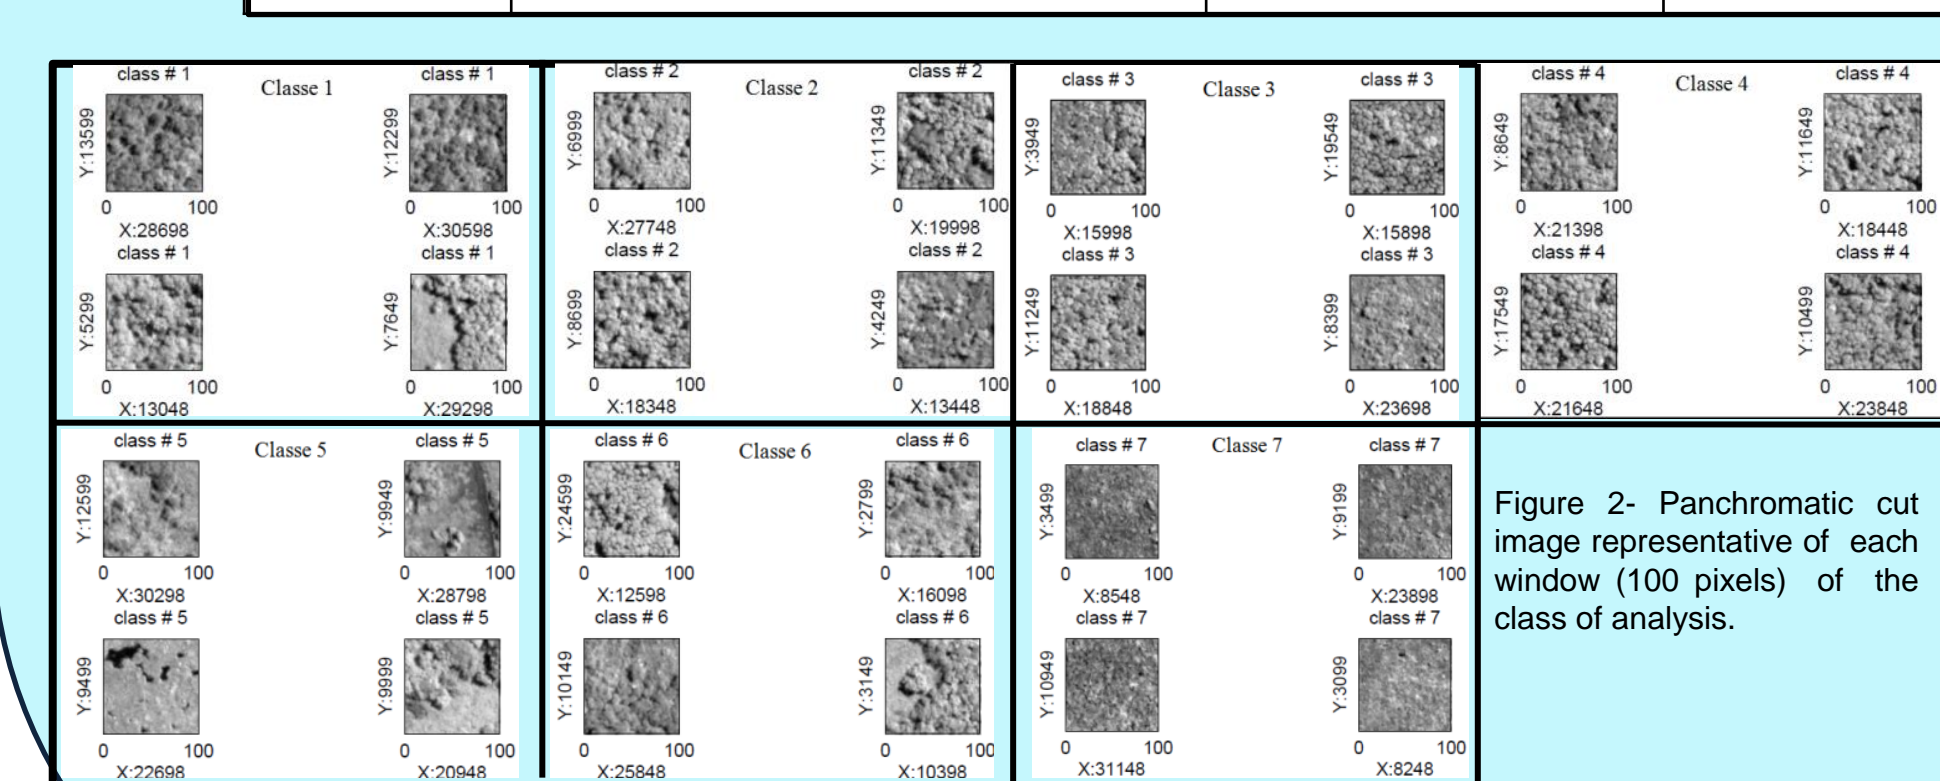 Classe 1
class # 1
Y:13599
0 100
X:28698
class # 1
Y:12299
0 100
X:30598
class # 1
Y:5299
0 100
X:13048
class # 1
Y:7649
0 100
X:29298
Classe 2
class # 2
Y:6999
0 100
X:27748
class # 2
Y:11349
0 100
X:19998
class # 2
Y:8699
0 100
X:18348
class # 2
Y:4249
0 100
X:13448
Classe 3
class # 3
Y:3949
0 100
X:15998
class # 3
Y:19549
0 100
X:15898
class # 3
Y:11249
0 100
X:18848
class # 3
Y:8399
0 100
X:23698
Classe 4
class # 4
Y:8649
0 100
X:21398
class # 4
Y:11649
0 100
X:18448
class # 4
Y:17549
0 100
X:21648
class # 4
Y:10499
0 100
X:23848
Classe 5
class # 5
Y:12599
0 100
X:30298
class # 5
Y:9949
0 100
X:28798
class # 5
Y:9499
0 100
X:22698
class # 5
Y:9999
0 100
X:20948
Classe 6
class # 6
Y:24599
0 100
X:12598
class # 6
Y:2799
0 100
X:16098
class # 6
Y:10149
0 100
X:25848
class # 6
Y:3149
0 100
X:10398
Classe 7
class # 7
Y:3499
0 100
X:8548
class # 7
Y:9199
0 100
X:23898
class # 7
Y:10949
0 100
X:31148
class # 7
Y:3099
0 100
X:8248
Figure 2- Panchromatic cut
image representative of each
window (100 pixels) of the
class of analysis.